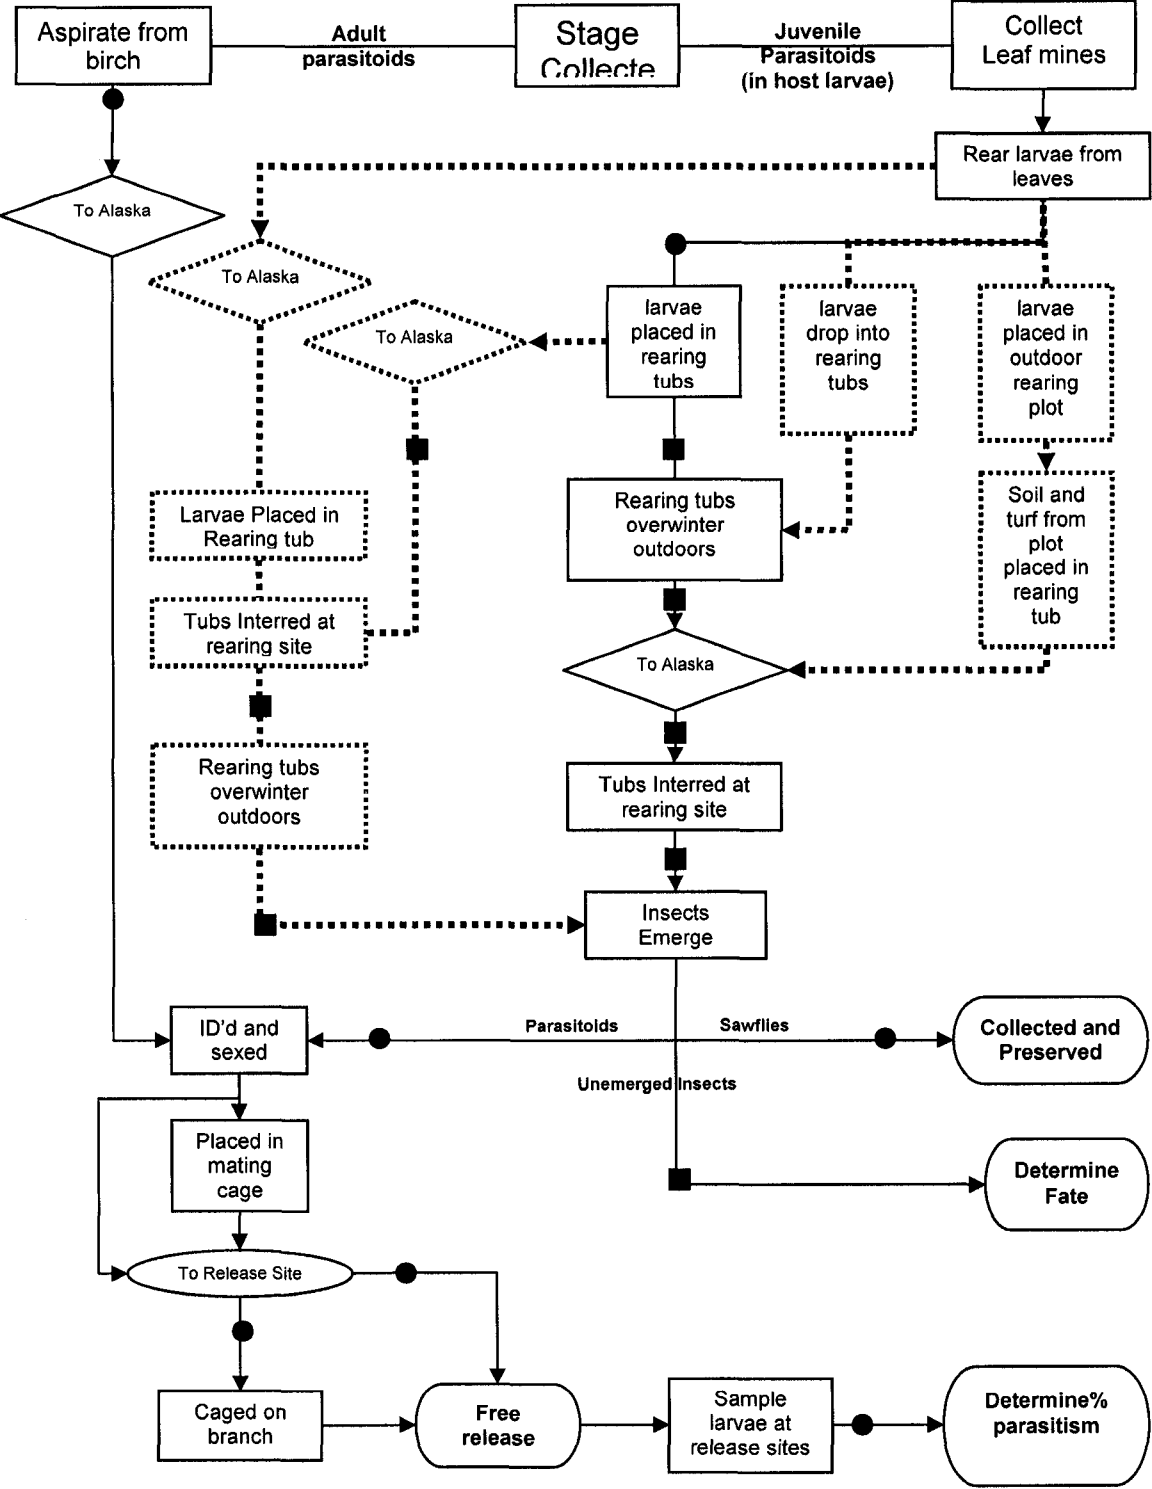 Aspirate from
birch
Adult
parasitoids
Stage
Collecte
Juvenile
Parasitoids
(in host larvae)
Collect
Leaf mines
Rear larvae from
leaves
To Alaska
To Alaska
To Alaska
larvae
placed in
rearing
tubs
larvae
drop into
rearing
tubs
larvae
placed in
outdoor
rearing
plot
Larvae Placed in
Rearing tub
Rearing tubs
overwinter
outdoors
Soil and
turf from
plot
placed in
rearing
tub
Tubs Interred at
rearing site
To Alaska
Rearing tubs
overwinter
outdoors
Tubs Interred at
rearing site
Insects
Emerge
ID'd and
sexed
Parasitoids
Sawflies
Collected and
Preserved
Unemerged Insects
Placed in
mating
cage
Determine
Fate
To Release Site
Caged on
branch
Free
release
Sample
larvae at
release sites
Determine%
parasitism